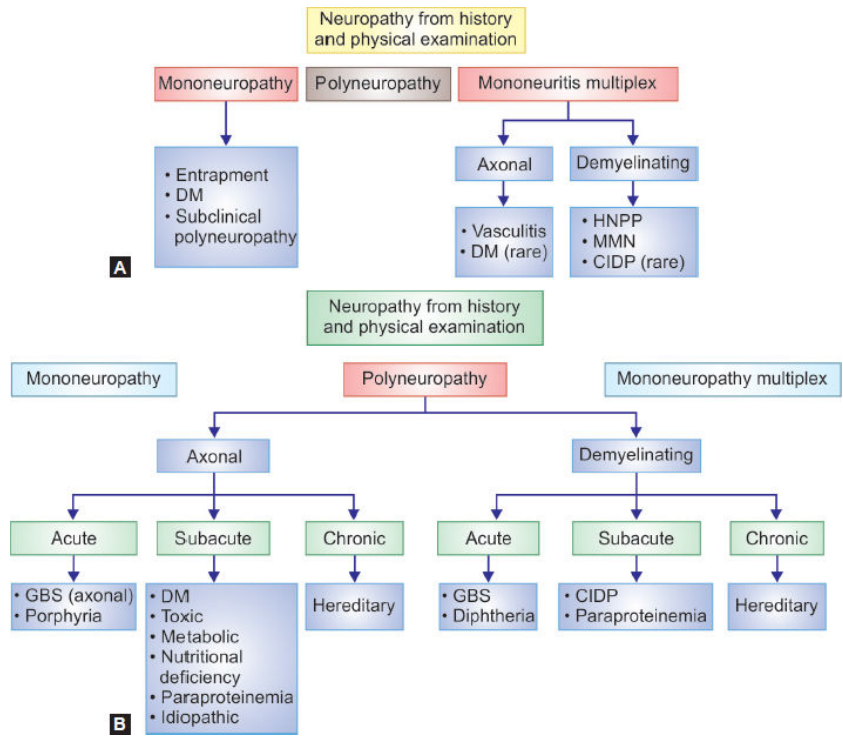 Neuropathy from history
and physical examination
Mononeuropathy
Polyneuropathy
Mononeuritis multiplex
• Entrapment
• DM
• Subclinical
polyneuropathy
Axonal
Demyelinating
• Vasculitis
• DM (rare)
• HNPP
• MMN
• CIDP (rare)
A
Neuropathy from history
and physical examination
Mononeuropathy
Polyneuropathy
Mononeuropathy multiplex
Axonal
Demyelinating
Acute
Subacute
Chronic
Acute
Subacute
Chronic
• GBS (axonal)
• Porphyria
• DM
• Toxic
• Metabolic
• Nutritional
deficiency
• Paraproteinemia
• Idiopathic
Hereditary
• GBS
• Diphtheria
• CIDP
• Paraproteinemia
Hereditary
B